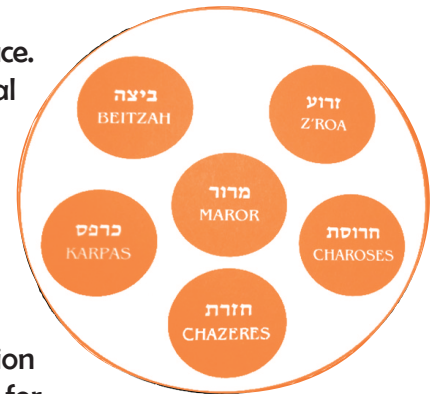 ce.
al
ביצה
BEITZAH
זרוע
Z'ROA
מרור
MAROR
כרפס
KARPAS
חרוסת
CHAROSES
חזרת
CHAZERES
ion
for